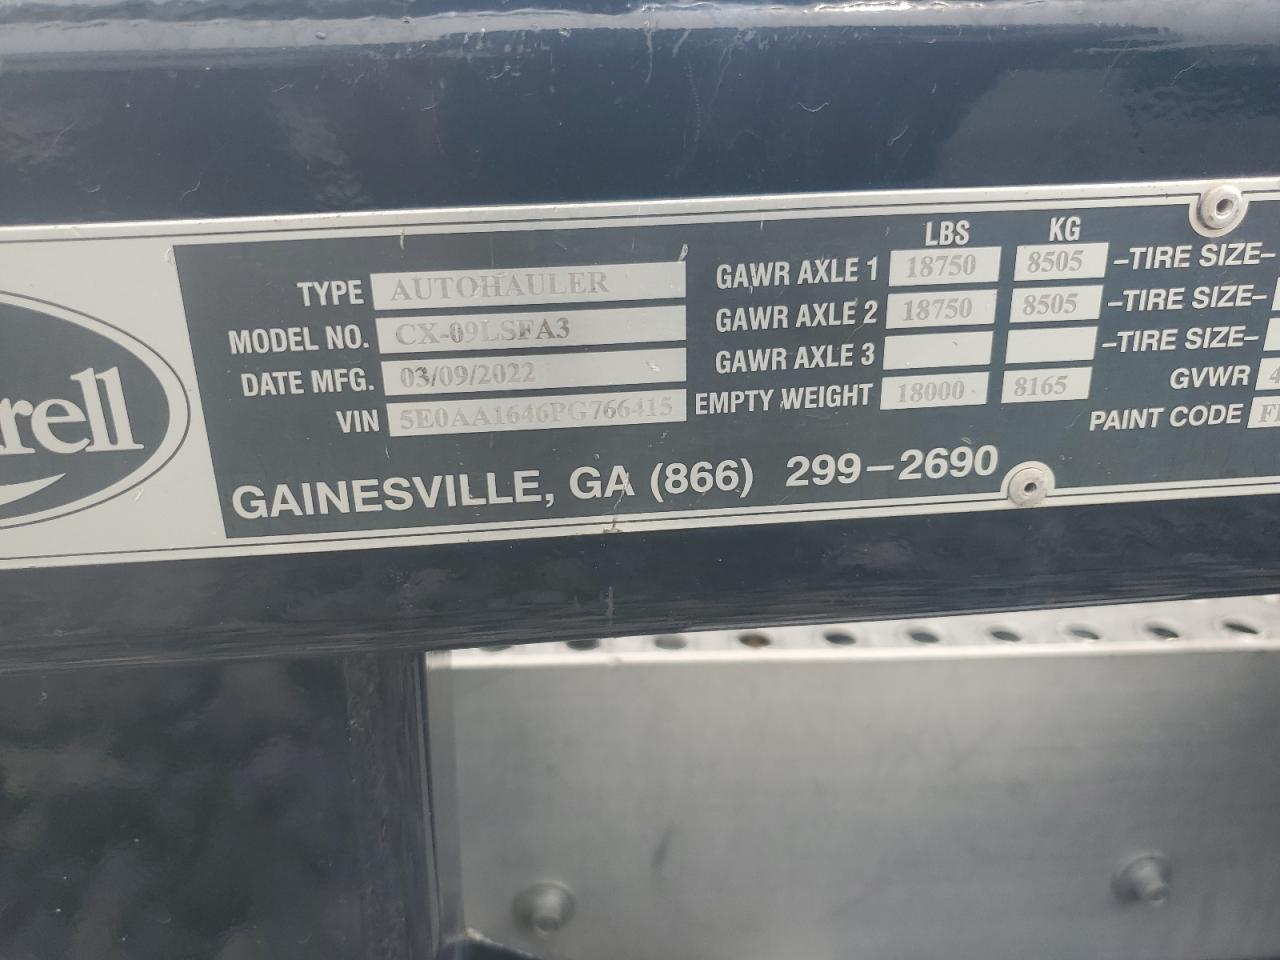 rell
LBS KG
TYPE AUTOHAULER GAWR AXLE 1 18750 8505 –TIRE SIZE–
MODEL NO. CX-09LSFA3 GAWR AXLE 2 18750 8505 –TIRE SIZE–
DATE MFG. 03/09/2022 GAWR AXLE 3 –TIRE SIZE–
VIN 5E0AA1646PG766415 EMPTY WEIGHT 18000 8165 GVWR 4
PAINT CODE
GAINESVILLE, GA (866) 299–2690